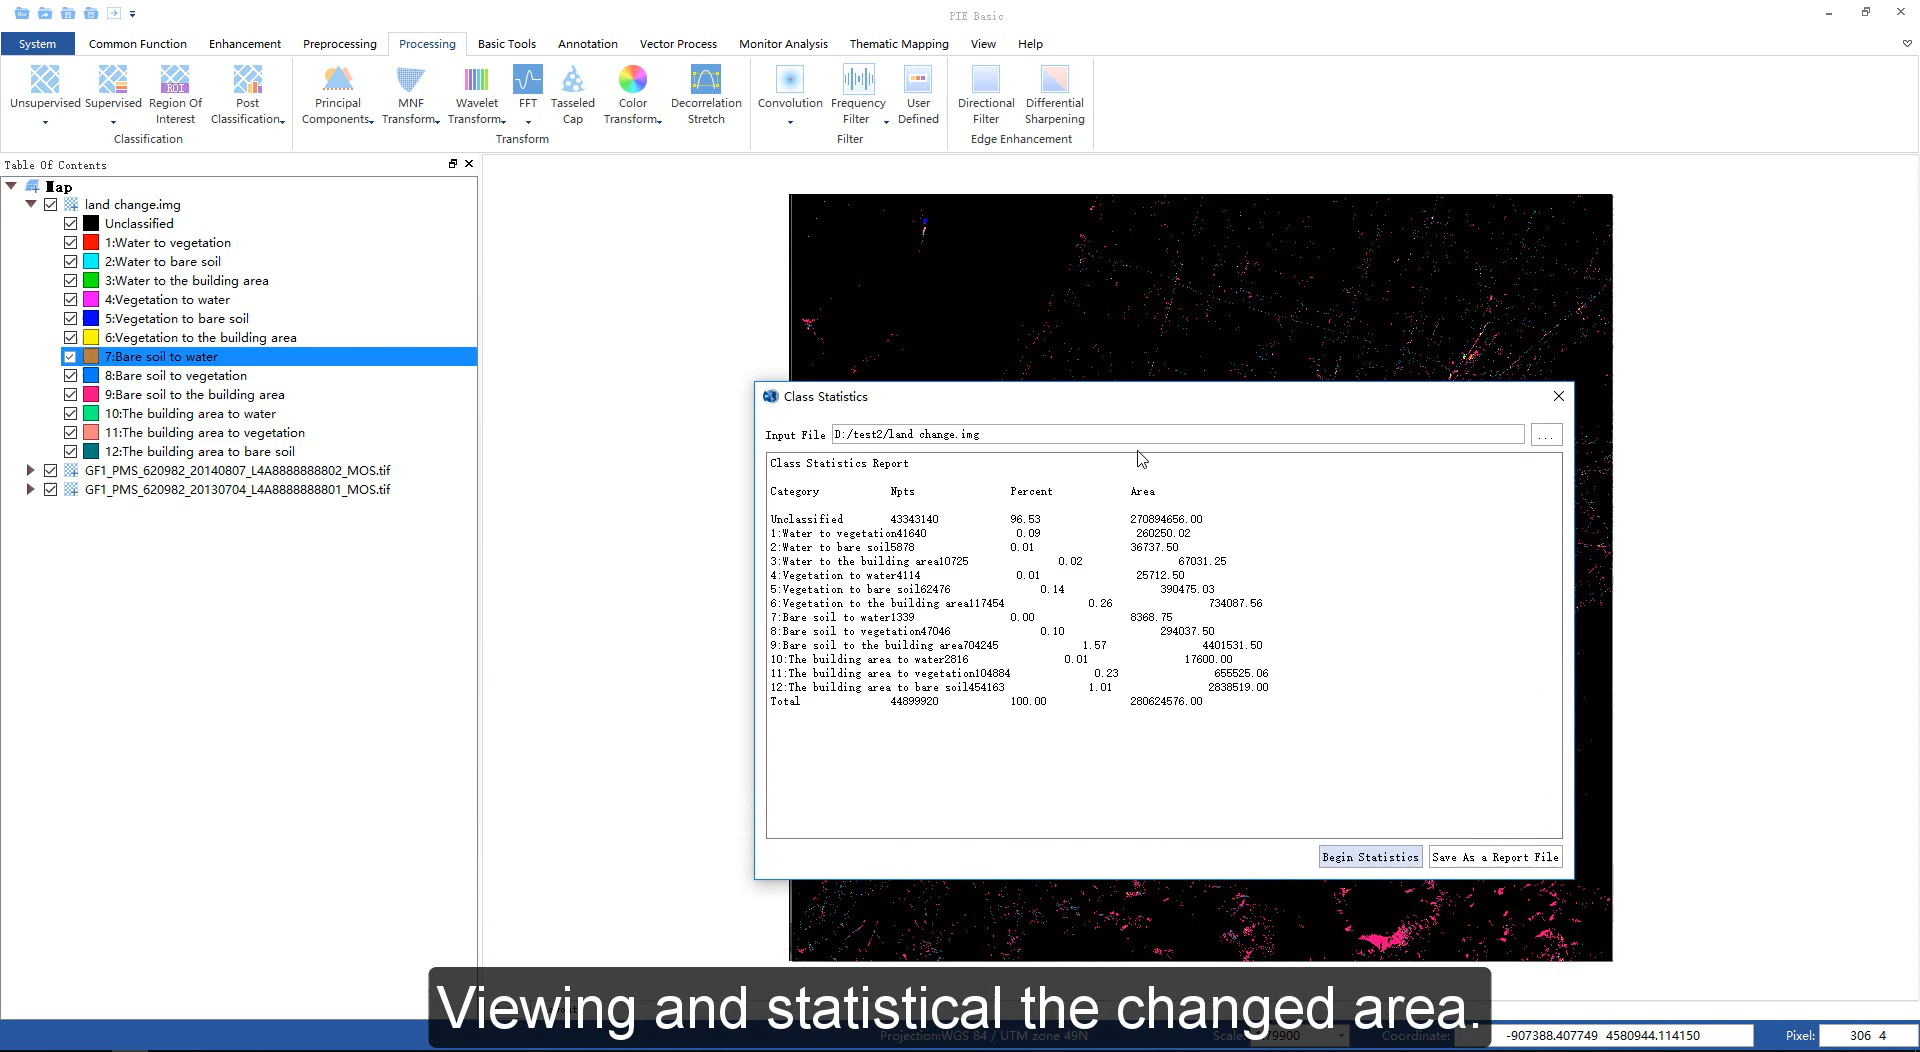 PIE Basic
System Common Function Enhancement Preprocessing Processing Basic Tools Annotation Vector Process Monitor Analysis Thematic Mapping View Help
Unsupervised Supervised Region Of Interest Post Classification
Principal Components MNF Transform Wavelet Transform FFT Tasseled Cap Color Transform Decorrelation Stretch
Convolution Frequency Filter User Defined Directional Filter Differential Sharpening
ROI
Classification Transform Filter Edge Enhancement
Table Of Contents
Map
land change.img
Unclassified
1:Water to vegetation
2:Water to bare soil
3:Water to the building area
4:Vegetation to water
5:Vegetation to bare soil
6:Vegetation to the building area
7:Bare soil to water
8:Bare soil to vegetation
9:Bare soil to the building area
10:The building area to water
11:The building area to vegetation
12:The building area to bare soil
GF1_PMS_620982_20140807_L4A8888888802_MOS.tif
GF1_PMS_620982_20130704_L4A8888888801_MOS.tif
Class Statistics
Input File D:/test2/land change.img ...
Class Statistics Report
Category Npts Percent Area
Unclassified 43343140 96.53 270894656.00
1:Water to vegetation41640 0.09 260250.02
2:Water to bare soil5878 0.01 36737.50
3:Water to the building area10725 0.02 67031.25
4:Vegetation to water4114 0.01 25712.50
5:Vegetation to bare soil62476 0.14 390475.03
6:Vegetation to the building area117454 0.26 734087.56
7:Bare soil to water1339 0.00 8368.75
8:Bare soil to vegetation47046 0.10 294037.50
9:Bare soil to the building area704245 1.57 4401531.50
10:The building area to water2816 0.01 17600.00
11:The building area to vegetation104884 0.23 655525.06
12:The building area to bare soil454163 1.01 2838519.00
Total 44899920 100.00 280624576.00
Begin Statistics Save As a Report File
Viewing and statistical the changed area.
Projection:WGS 84 / UTM zone 49N Scale: Coordinate: -907388.407749 4580944.114150 Pixel: 306 4